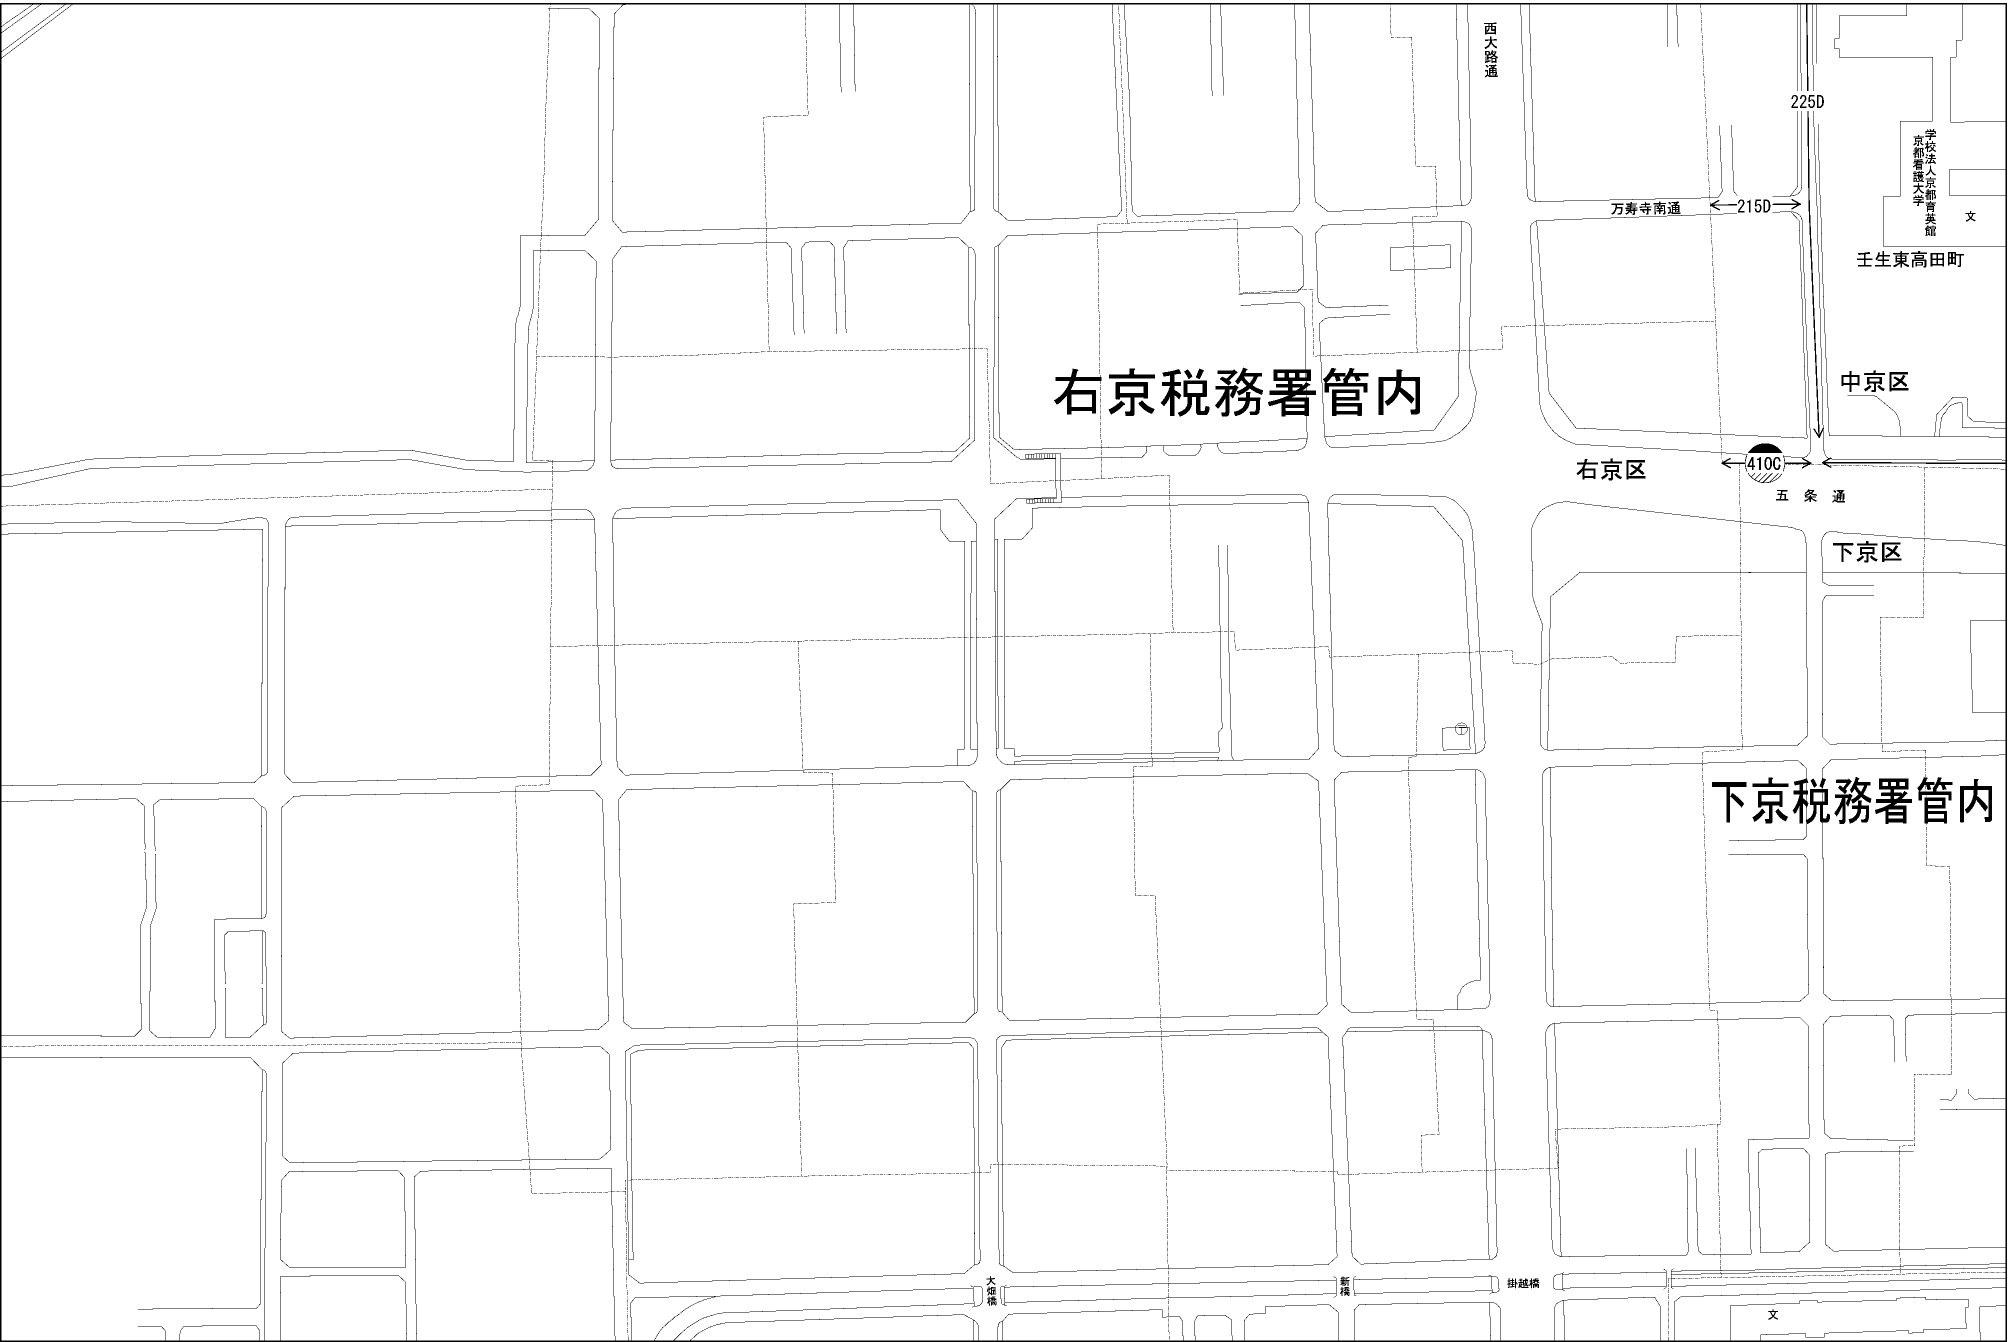 西大路通
225D
学校法人京都育英館
京都看護大学
万寿寺南通
215D
文
壬生東高田町
右京税務署管内
中京区
右京区
410C
五条通
下京区
下京税務署管内
大畑橋
新橋
掛越橋
文